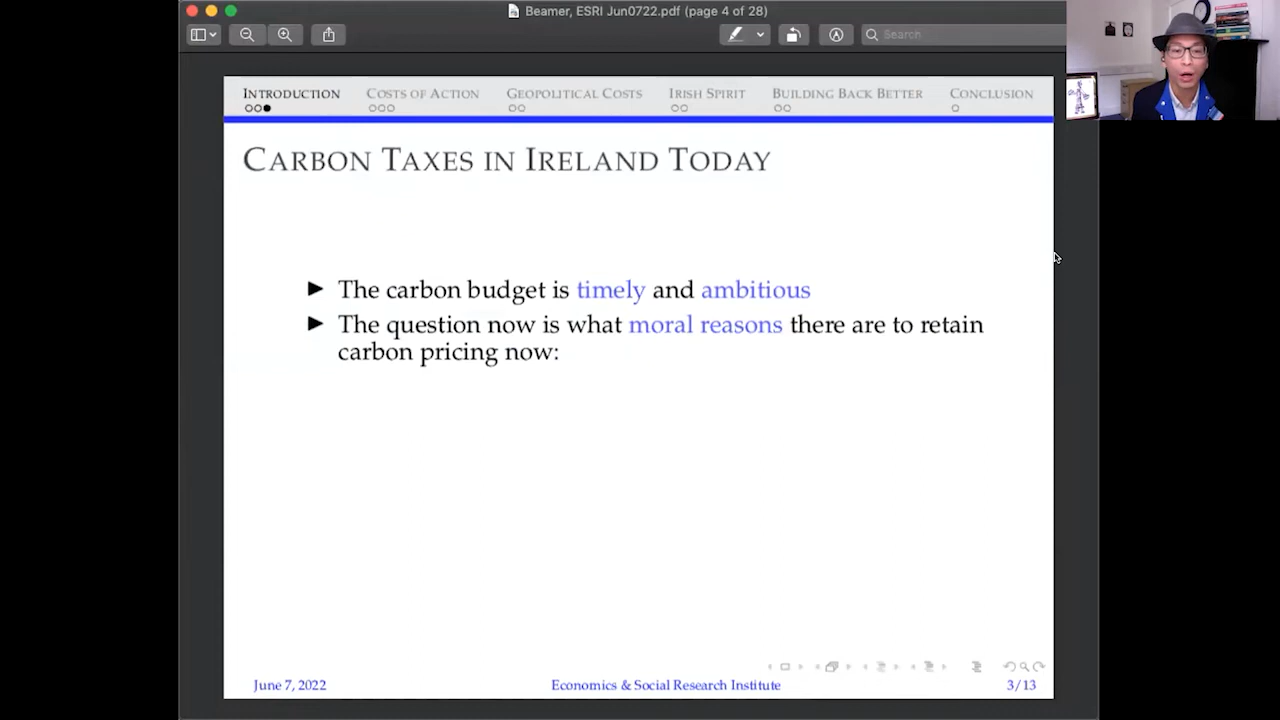 Beamer, ESRI Jun0722.pdf (page 4 of 28)
Search
INTRODUCTION COSTS OF ACTION GEOPOLITICAL COSTS IRISH SPIRIT BUILDING BACK BETTER CONCLUSION
CARBON TAXES IN IRELAND TODAY
► The carbon budget is timely and ambitious
► The question now is what moral reasons there are to retain
carbon pricing now:
June 7, 2022 Economics & Social Research Institute 3/13